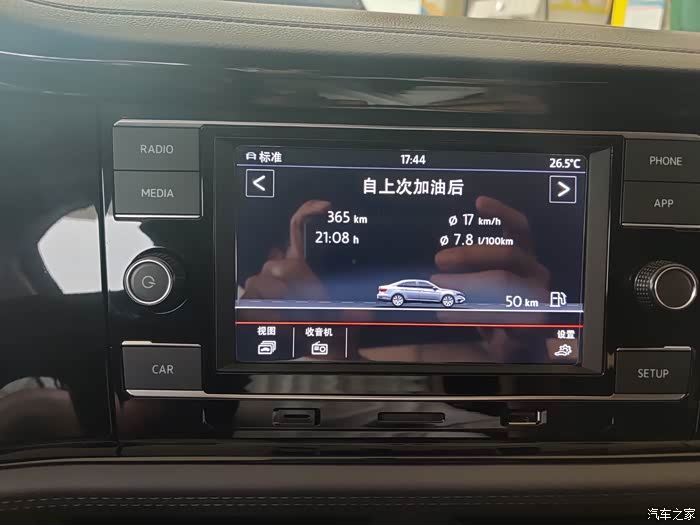 RADIO
MEDIA
CAR
标准 17:44 26.5°C
< 自上次加油后 >
365 km Ø 17 km/h
21:08 h Ø 7.8 l/100km
50 km
视图 收音机 设置
PHONE
APP
SETUP
汽车之家